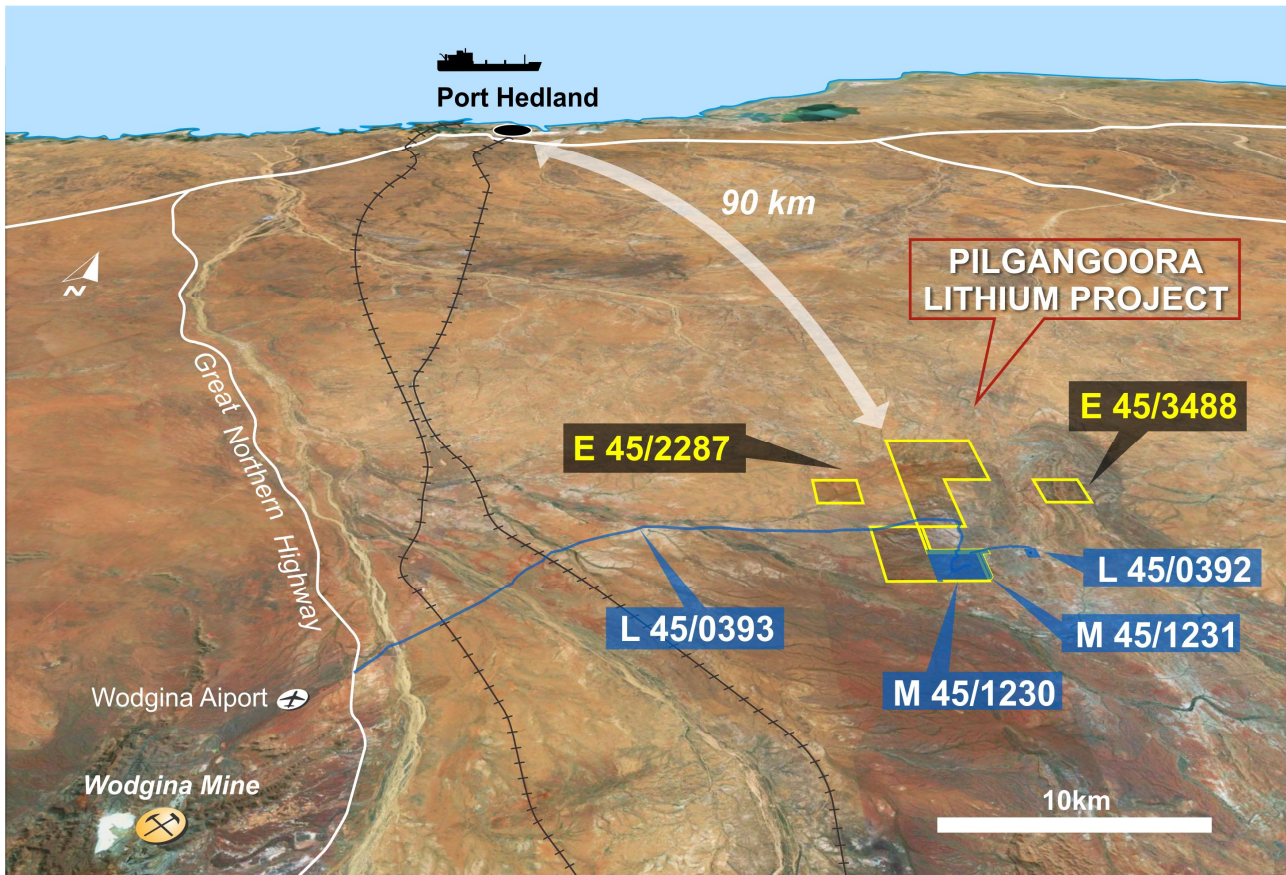 Port Hedland
90 km
N
PILGANGOORA
LITHIUM PROJECT
E 45/3488
E 45/2287
Great Northern Highway
L 45/0392
L 45/0393
M 45/1231
M 45/1230
Wodgina Aiport
Wodgina Mine
10km